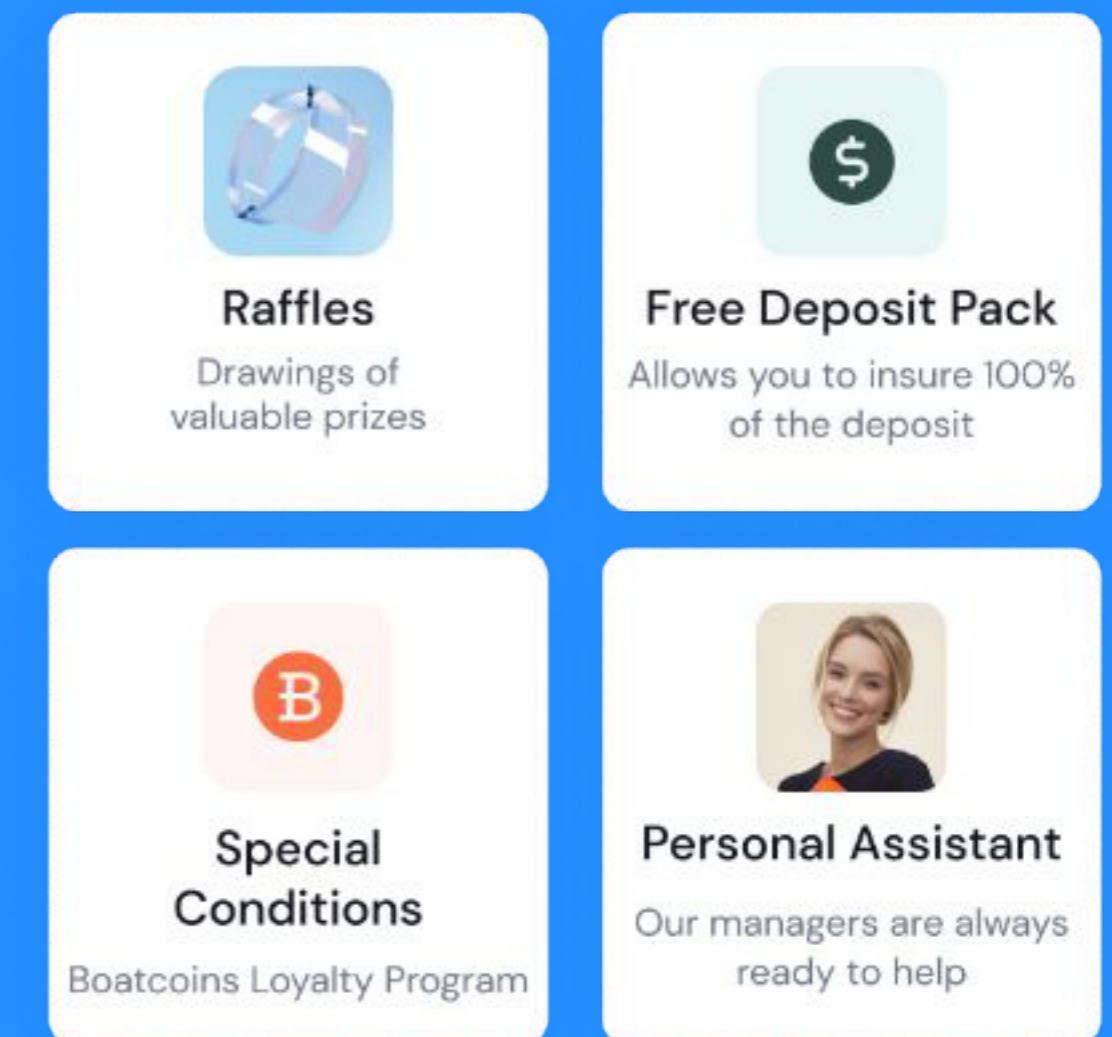 Raffles
Drawings of
valuable prizes
$
Free Deposit Pack
Allows you to insure 100%
of the deposit
B
Special
Conditions
Boatcoins Loyalty Program
Personal Assistant
Our managers are always
ready to help